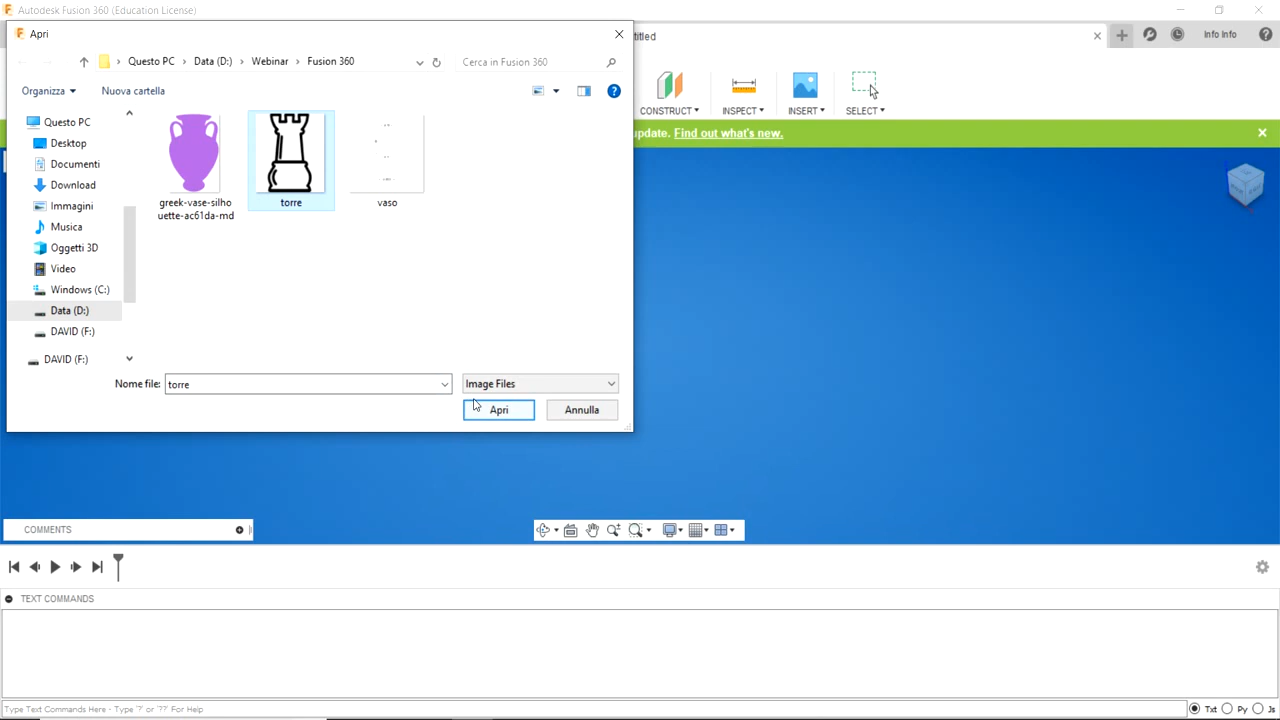 Autodesk Fusion 360 (Education License)
Apri
titled
Info Info
Questo PC > Data (D:) > Webinar > Fusion 360
Cerca in Fusion 360
Organizza
Nuova cartella
CONSTRUCT
INSPECT
INSERT
SELECT
update. Find out what's new.
Questo PC
Desktop
Documenti
Download
Immagini
Musica
Oggetti 3D
Video
Windows (C:)
Data (D:)
DAVID (F:)
DAVID (F:)
greek-vase-silho
uette-ac61da-md
torre
vaso
Nome file: torre
Image Files
Apri
Annulla
COMMENTS
TEXT COMMANDS
Type Text Commands Here - Type '?' or '??' For Help
Txt Py Js